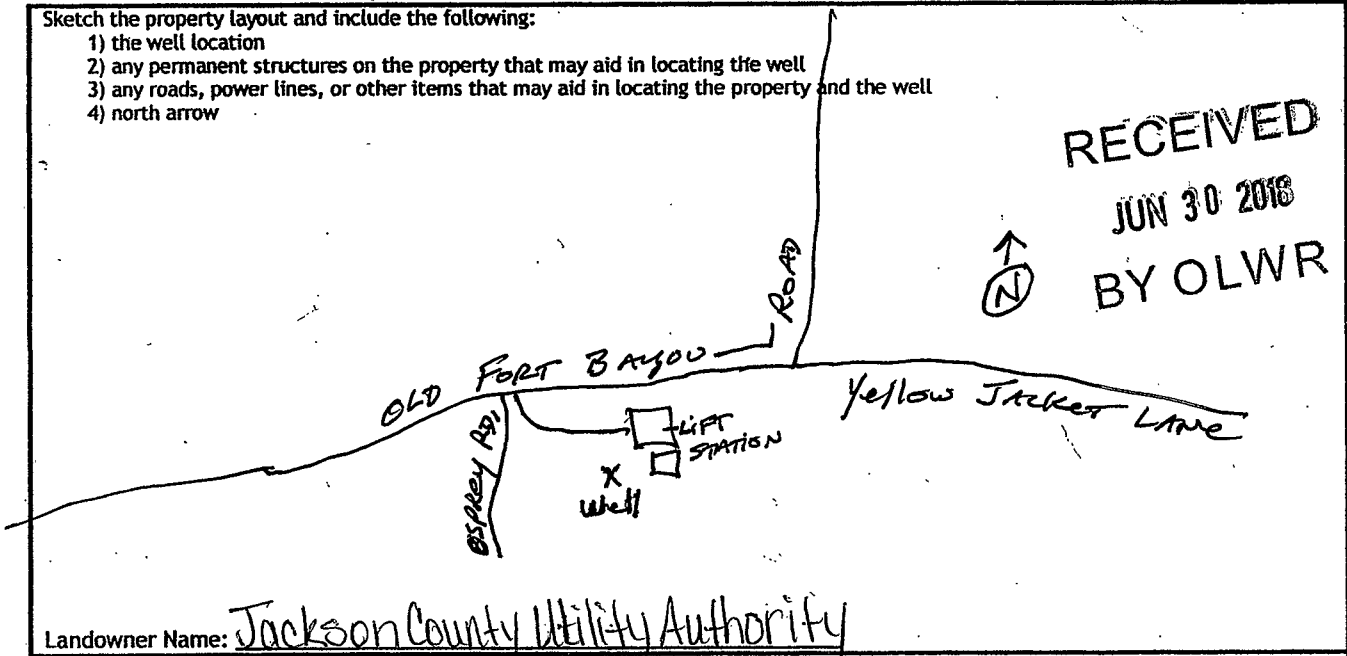 Sketch the property layout and include the following:
1) the well location
2) any permanent structures on the property that may aid in locating the well
3) any roads, power lines, or other items that may aid in locating the property and the well
4) north arrow
RECEIVED
JUN 30 2018
BY OLWR
N
OLD FORT BAYOU ROAD
Yellow JACKET LANE
OSPREY RD
LIFT
STATION
X
Well
Landowner Name: Jackson County Utility Authority